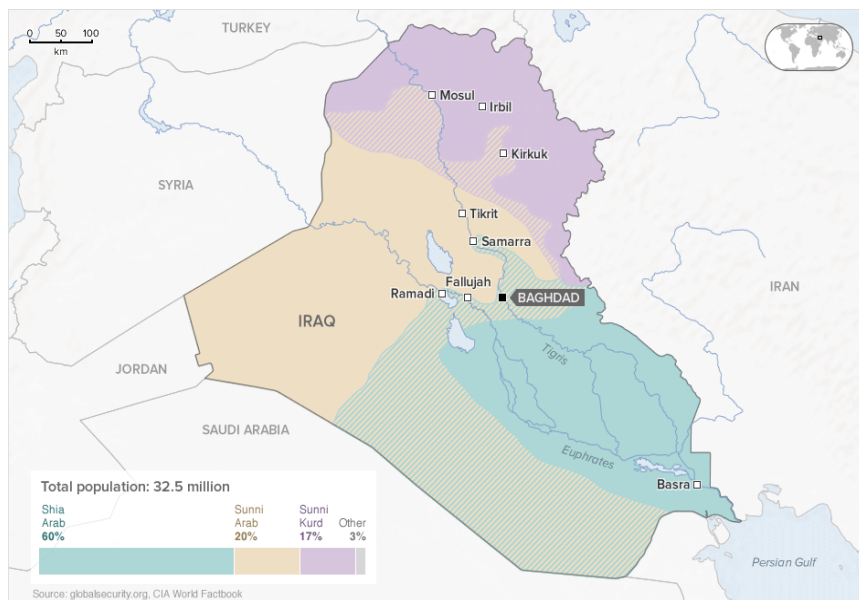 0 50 100
km
TURKEY
Mosul
Irbil
Kirkuk
SYRIA
Tikrit
Samarra
Fallujah
Ramadi
BAGHDAD
IRAN
IRAQ
Tigris
JORDAN
SAUDI ARABIA
Euphrates
Basra
Persian Gulf
Total population: 32.5 million
Shia Arab 60%
Sunni Arab 20%
Sunni Kurd 17%
Other 3%
Source: globalsecurity.org, CIA World Factbook